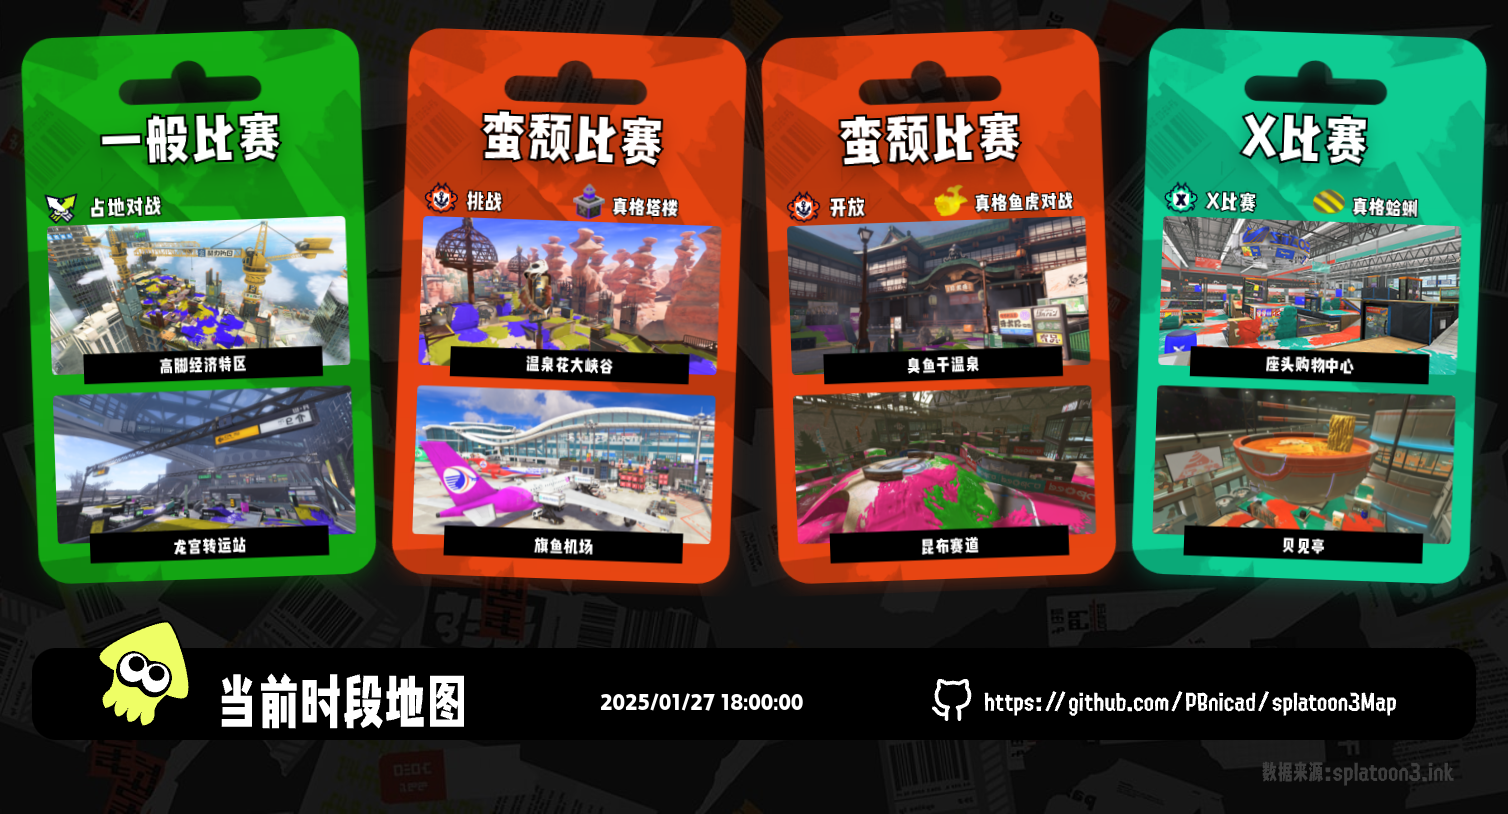 一般比赛
占地对战
高脚经济特区
龙宫转运站
蛮颓比赛
挑战
真格塔楼
温泉花大峡谷
旗鱼机场
蛮颓比赛
开放
真格鱼虎对战
臭鱼干温泉
昆布赛道
X比赛
X比赛
真格蛤蜊
座头购物中心
贝见亭
当前时段地图
2025/01/27 18:00:00
https://github.com/PBnicad/splatoon3Map
数据来源:splatoon3.ink